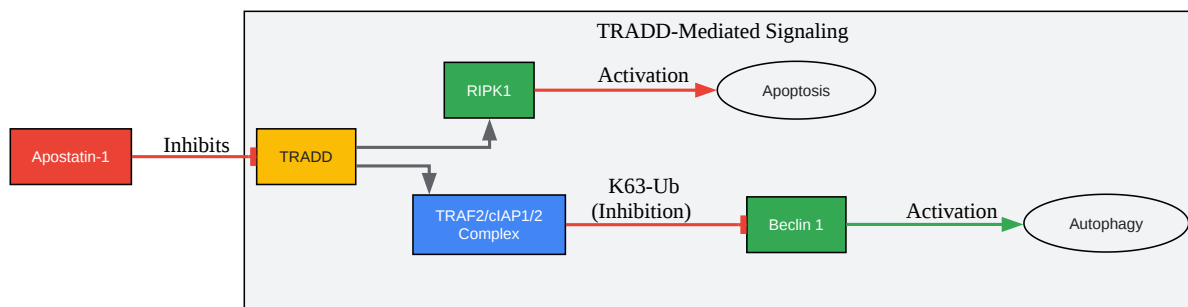 TRADD-Mediated Signaling
RIPK1
Activation
Apoptosis
Apostatin-1
Inhibits
TRADD
TRAF2/cIAP1/2
Complex
K63-Ub
(Inhibition)
Beclin 1
Activation
Autophagy